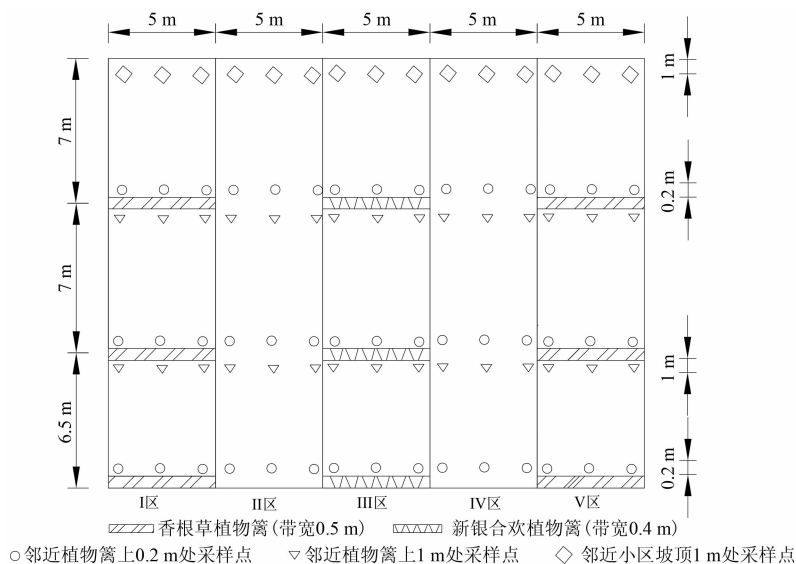 5 m 5 m 5 m 5 m 5 m
1 m
7 m
0.2 m
7 m
1 m
6.5 m
0.2 m
I区 II区 III区 IV区 V区
香根草植物篱(带宽0.5 m) 新银合欢植物篱(带宽0.4 m)
邻近植物篱上0.2 m处采样点 邻近植物篱上1 m处采样点 邻近小区坡顶1 m处采样点